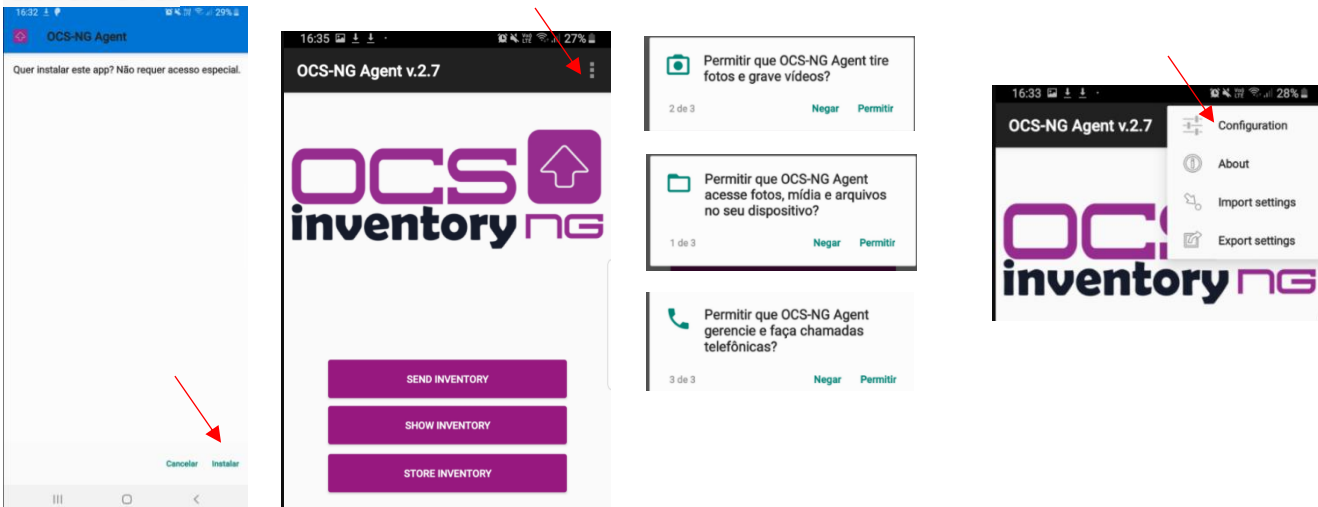 16:32
29%
OCS-NG Agent
Quer instalar este app? Não requer acesso especial.
Cancelar Instalar
16:35
27%
OCS-NG Agent v.2.7
OCS
inventory NG
SEND INVENTORY
SHOW INVENTORY
STORE INVENTORY
Permitir que OCS-NG Agent tire
fotos e grave vídeos?
2 de 3 Negar Permitir
Permitir que OCS-NG Agent
acesse fotos, mídia e arquivos
no seu dispositivo?
1 de 3 Negar Permitir
Permitir que OCS-NG Agent
gerencie e faça chamadas
telefônicas?
3 de 3 Negar Permitir
16:33
28%
OCS-NG Agent v.2.7
Configuration
About
Import settings
Export settings
inventory NG